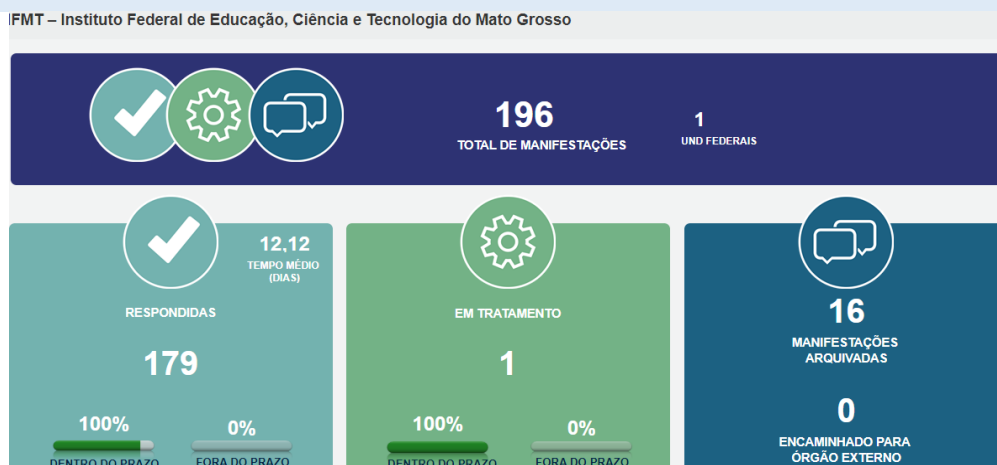 IFMT – Instituto Federal de Educação, Ciência e Tecnologia do Mato Grosso
196
TOTAL DE MANIFESTAÇÕES
1
UND FEDERAIS
12,12
TEMPO MÉDIO
(DIAS)
RESPONDIDAS
179
100%
0%
DENTRO DO PRAZO
FORA DO PRAZO
EM TRATAMENTO
1
100%
0%
DENTRO DO PRAZO
FORA DO PRAZO
16
MANIFESTAÇÕES
ARQUIVADAS
0
ENCAMINHADO PARA
ÓRGÃO EXTERNO